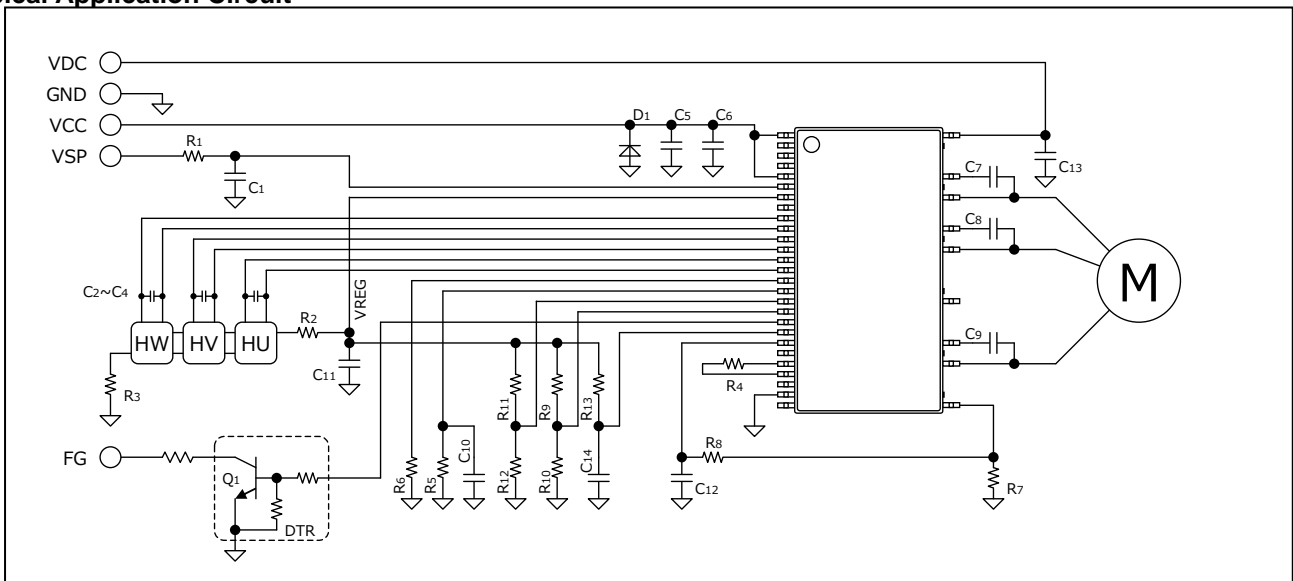 Application Circuit
VDC
GND
VCC
VSP
R1
C1
D1
C5
C6
C7
C13
C8
M
C2~C4
HW
HV
HU
R2
VREG
C9
C11
R3
R4
R11
R9
R13
FG
Q1
DTR
R6
R5
C10
R12
R10
C14
R8
C12
R7